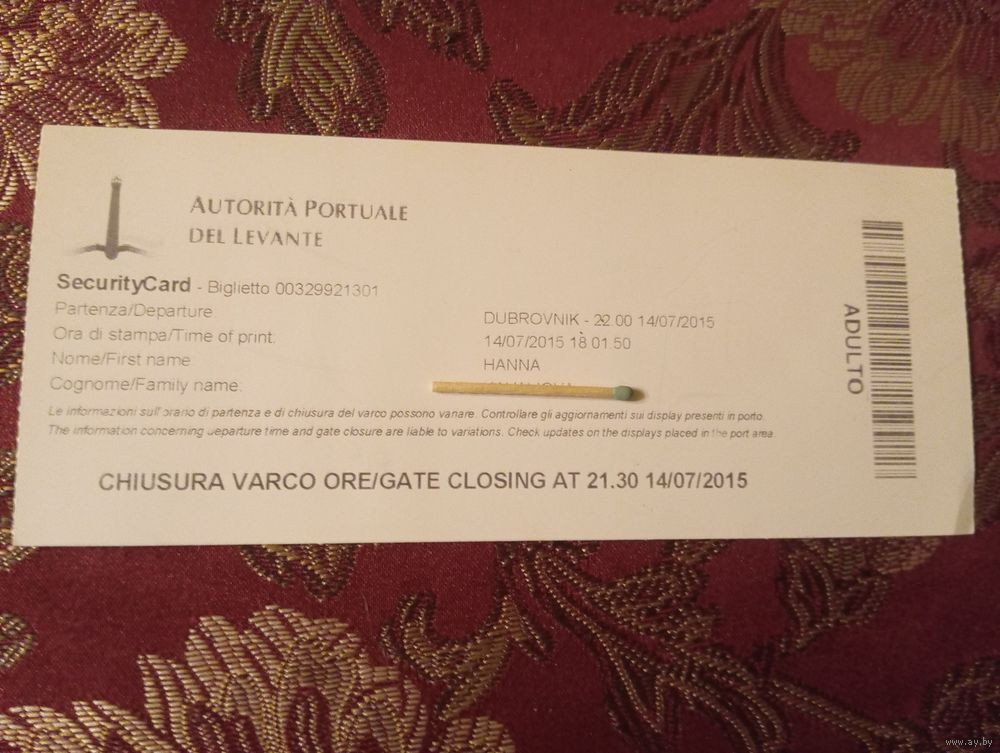 AUTORITÀ PORTUALE
DEL LEVANTE
SecurityCard - Biglietto 00329921301
Partenza/Departure DUBROVNIK - 22.00 14/07/2015
Ora di stampa/Time of print: 14/07/2015 18.01.50
Nome/First name HANNA
Cognome/Family name:
Le informazioni sull'orario di partenza e di chiusura del varco possono variare. Controllare gli aggiornamenti sui display presenti in porto.
The information concerning departure time and gate closure are liable to variations. Check updates on the displays placed in the port area
CHIUSURA VARCO ORE/GATE CLOSING AT 21.30 14/07/2015
ADULTO
www.ay.by